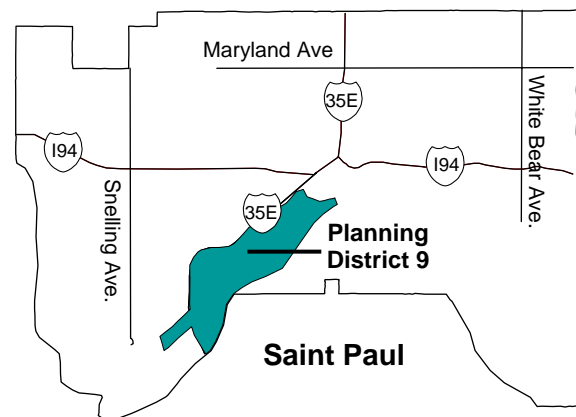 Maryland Ave
35E
White Bear Ave.
I94
I94
Snelling Ave.
35E
Planning
District 9
Saint Paul